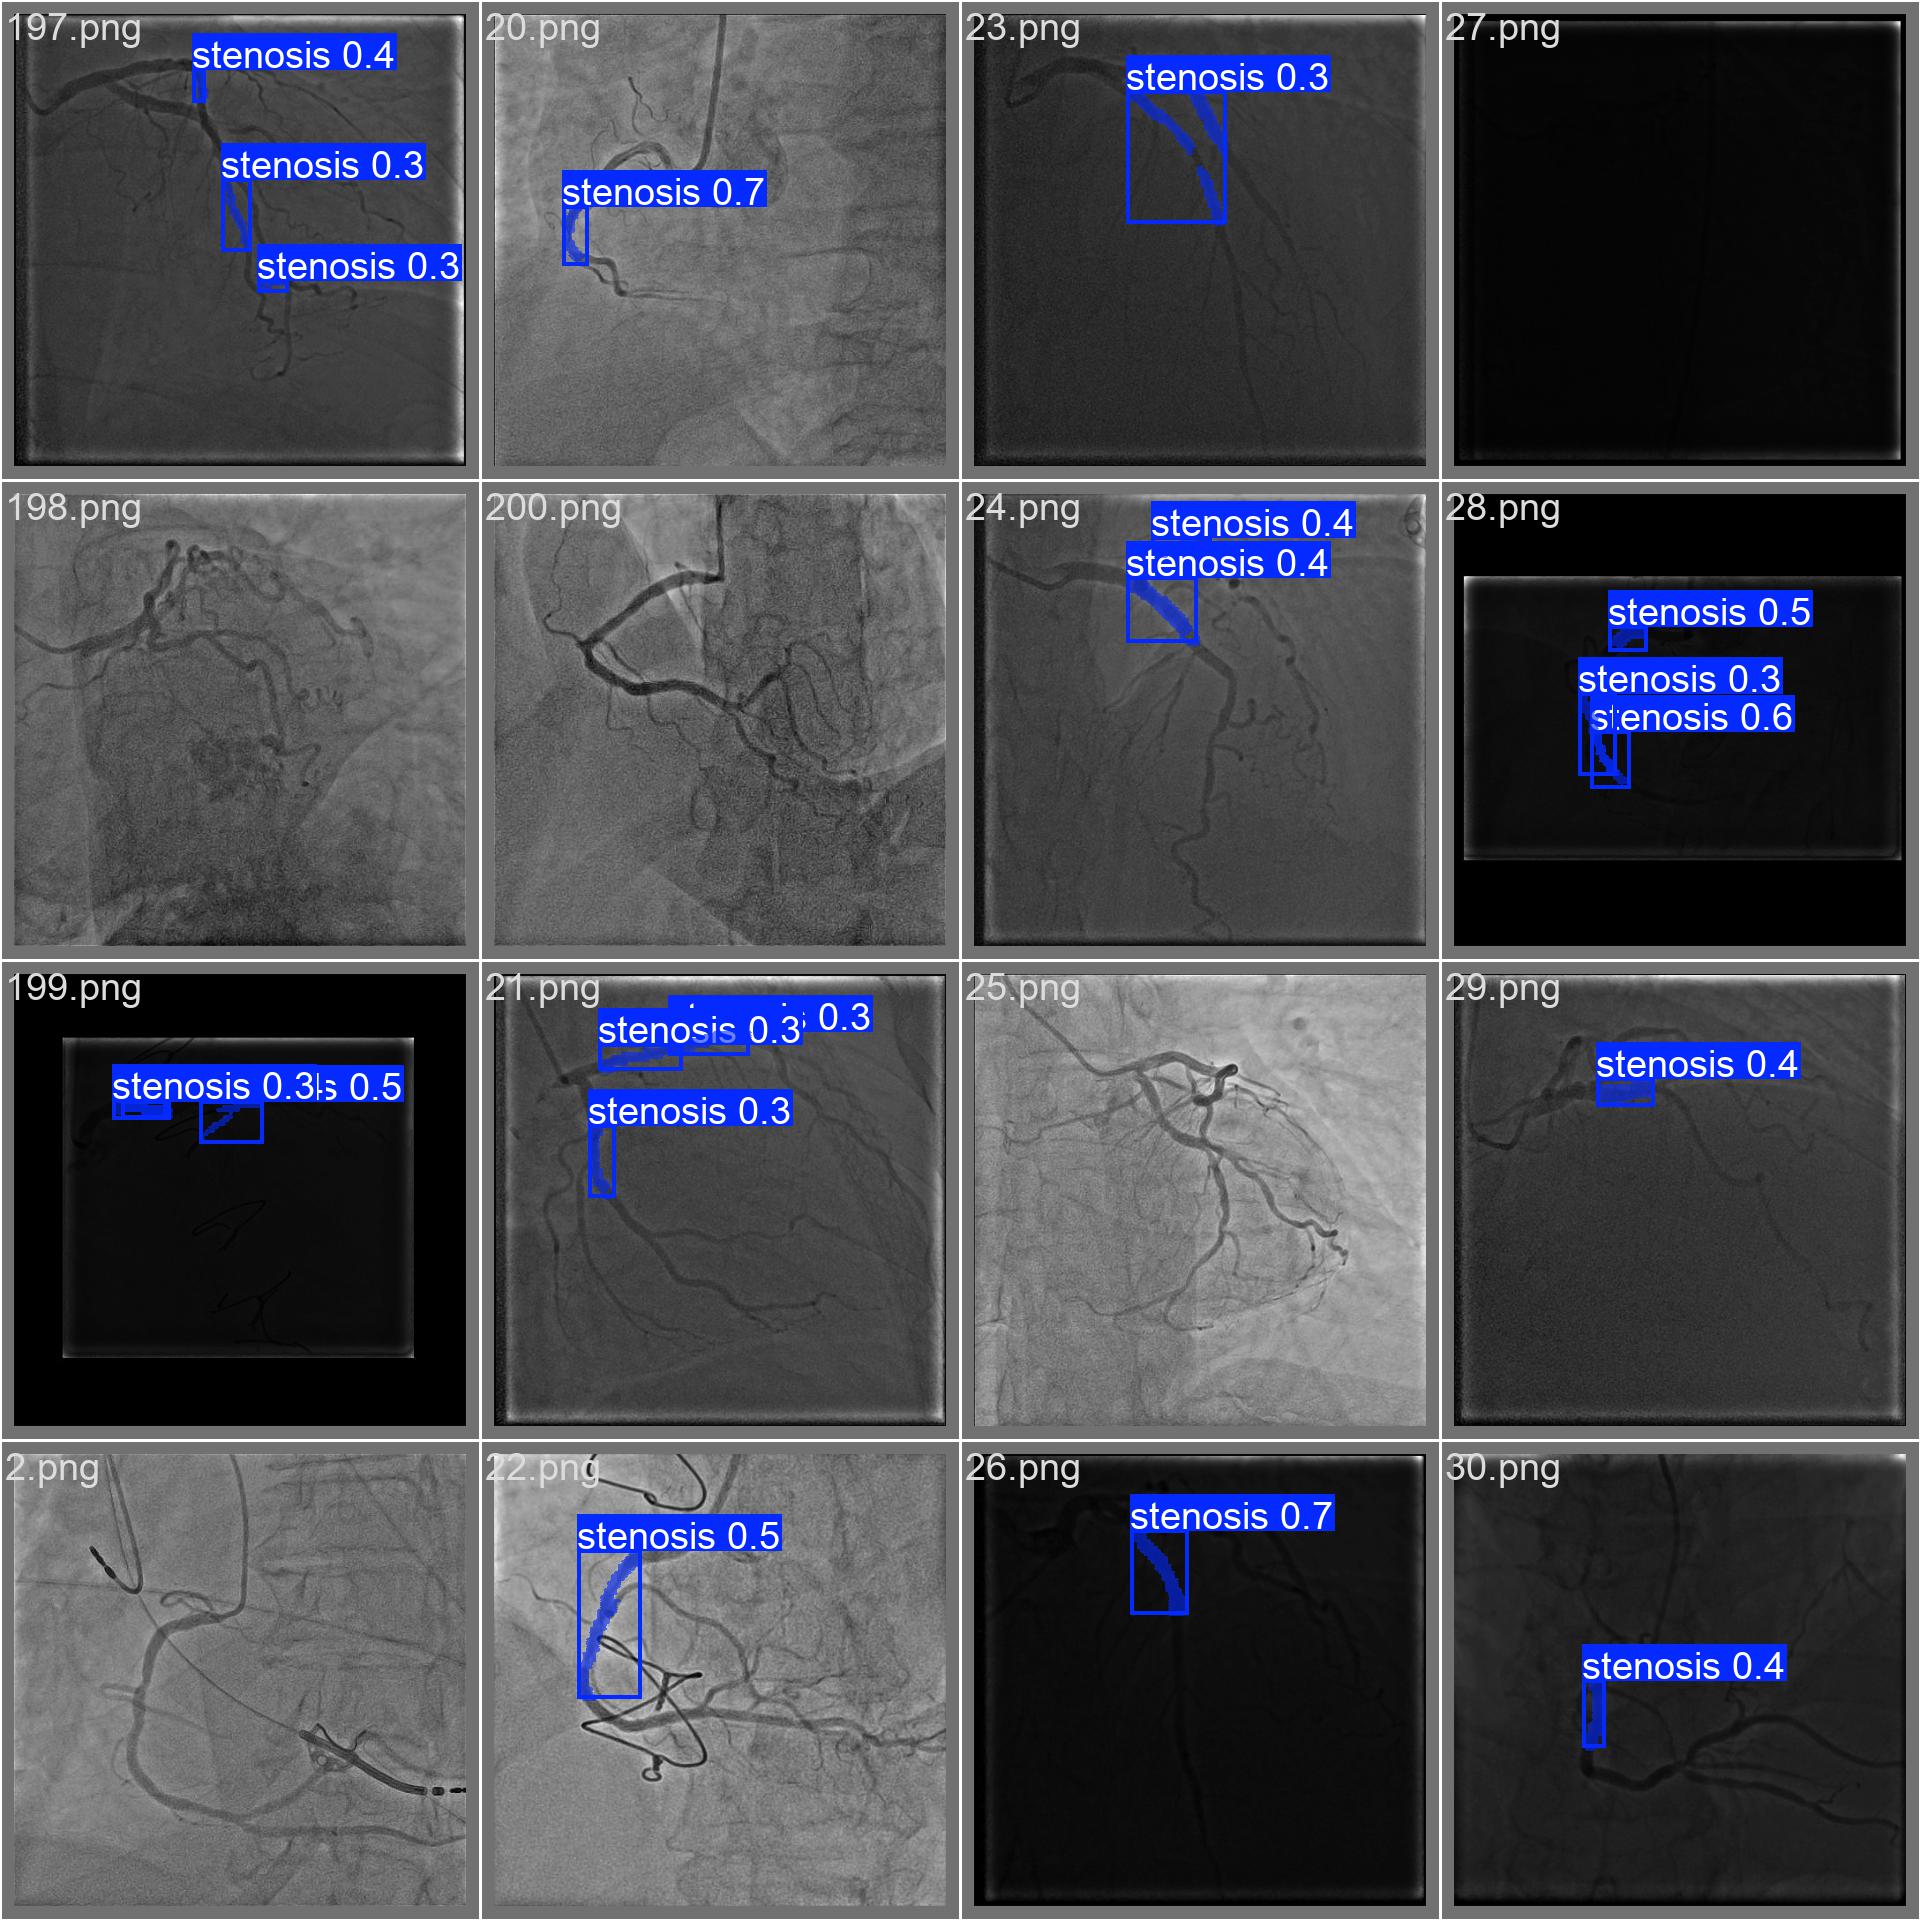 197.png
stenosis 0.4
stenosis 0.3
stenosis 0.3
20.png
stenosis 0.7
23.png
stenosis 0.3
27.png
198.png
200.png
24.png
stenosis 0.4
stenosis 0.4
28.png
stenosis 0.5
stenosis 0.3
stenosis 0.6
199.png
stenosis 0.3 0.5
21.png
0.3
stenosis 0.3
stenosis 0.3
25.png
29.png
stenosis 0.4
2.png
22.png
stenosis 0.5
26.png
stenosis 0.7
30.png
stenosis 0.4